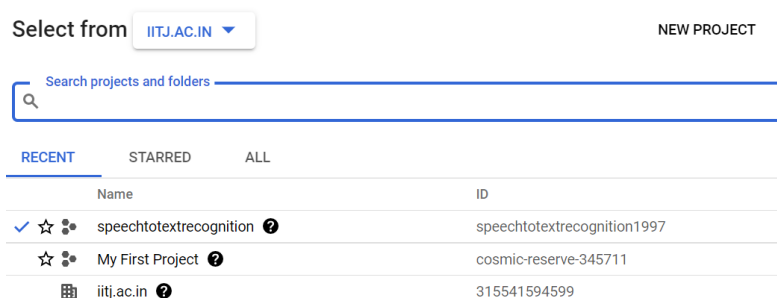 Select from IITJ.AC.IN NEW PROJECT
Search projects and folders
RECENT STARRED ALL
Name ID
speechtotextrecognition speechtotextrecognition1997
My First Project cosmic-reserve-345711
iitj.ac.in 315541594599